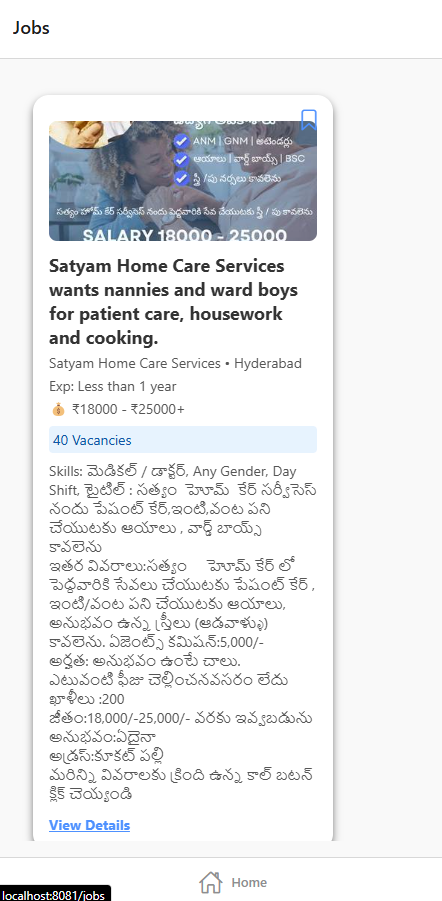 Jobs
ANM | GNM | అటెండర్లు
ఆయాలు | వార్డ్ బాయ్స్ | BSC
స్త్రీ /పు నర్సులు కావలెను
సత్యం హోమ్ కేర్ సర్వీసెస్ నందు పెద్దవారికి సేవ చేయుటకు స్త్రీ / పు కావలెను
SALARY 18000 - 25000
Satyam Home Care Services
wants nannies and ward boys
for patient care, housework
and cooking.
Satyam Home Care Services • Hyderabad
Exp: Less than 1 year
💰 ₹18000 - ₹25000+
40 Vacancies
Skills: మెడికల్ / డాక్టర్, Any Gender, Day
Shift, టైటిల్ : సత్యం హెూమ్ కేర్ సర్వీసెస్
నందు పేషంట్ కేర్,ఇంటి,వంట పని
చేయుటకు ఆయాలు , వార్డ్ బాయ్స్
కావలెను
ఇతర వివరాలు:సత్యం హెూమ్ కేర్ లో
పెద్దవారికి సేవలు చేయుటకు పేషంట్ కేర్ ,
ఇంటి/వంట పని చేయుటకు ఆయాలు,
అనుభవం ఉన్న స్త్రీలు (ఆడవాళ్ళు)
కావలెను. ఏజెంట్స్ కమిషన్:5,000/-
అర్హత: అనుభవం ఉంటే చాలు.
ఎటువంటి ఫీజు చెల్లించనవసరం లేదు
ఖాళీలు :200
జీతం:18,000/-25,000/- వరకు ఇవ్వబడును
అనుభవం:ఏదైనా
అడ్రస్:కూకట్ పల్లి
మరిన్ని వివరాలకు క్రింది ఉన్న కాల్ బటన్
క్లిక్ చెయ్యండి
View Details
Home
localhost:8081/jobs